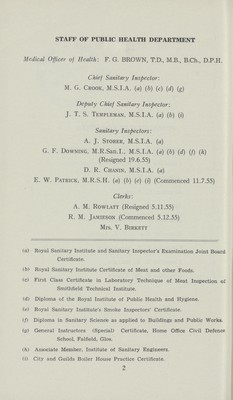 STAFF OF PUBLIC HEALTH DEPARTMENT
Medical Officer of Health: F. G. BROWN, T.D., M.B., B.Ch., D.P.H.
Chief Sanitary Inspector:
M. G. CROOK, M.S.I.A. (a) (b) (c) (d) (g)
Deputy Chief Sanitary Inspector:
J. T. S. TEMPLEMAN, M.S.I.A. (a) (b) (i)
Sanitary Inspectors:
A. J. STORER, M.S.I.A. (a)
G. F. DOWNING, M.R.San.I., M.S.I.A. (a) (b) (d) (f) (h)
(Resigned 19.6.55)
D. R. CHANIN, M.S.I.A. (a)
E. W. PATRICK, M.R.S.H. (a) (b) (e) (i) (Commenced 11.7.55)
Clerks:
A. M. ROWLATT (Resigned 5.11.55)
R. M. JAMIESON (Commenced 5.12.55)
Mrs. V. BIRKETT
(a) Royal Sanitary Institute and Sanitary Inspector's Examination Joint Board
Certificate.
(b) Royal Sanitary Institute Certificate of Meat and other Foods.
(c) First Class Certificate in Laboratory Technique of Meat Inspection of
Smithfield Technical Institute.
(d) Diploma of the Royal Institute of Public Health and Hygiene.
(e) Royal Sanitary Institute's Smoke Inspectors' Certificate.
(f) Diploma in Sanitary Science as applied to Buildings and Public Works.
(g) General Instructors (Special) Certificate, Home Office Civil Defence
School, Falfield, Glos.
(h) Associate Member, Institute of Sanitary Engineers.
(i) City and Guilds Boiler House Practice Certificate.
2